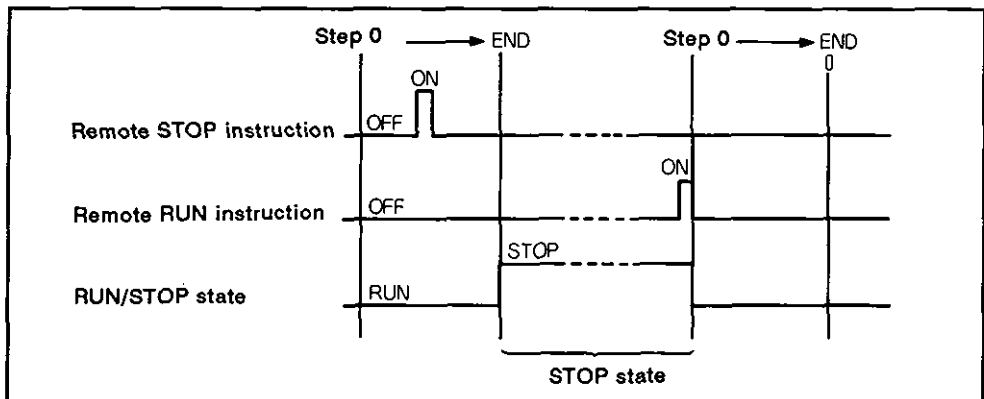 Step 0 END Step 0 END
0
ON
Remote STOP instruction OFF
ON
Remote RUN instruction OFF
STOP
RUN/STOP state RUN
STOP state